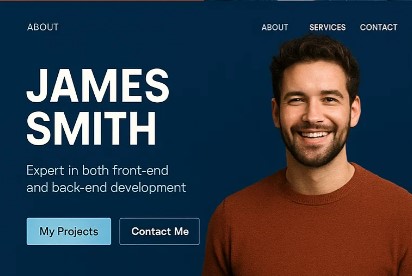 ABOUT
ABOUT SERVICES CONTACT
JAMES
SMITH
Expert in both front-end
and back-end development
My Projects
Contact Me